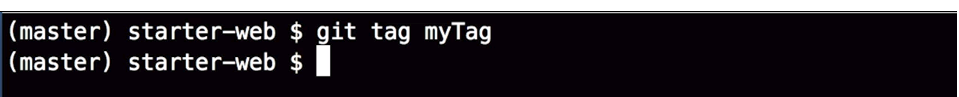 (master) starter-web $ git tag myTag
(master) starter-web $